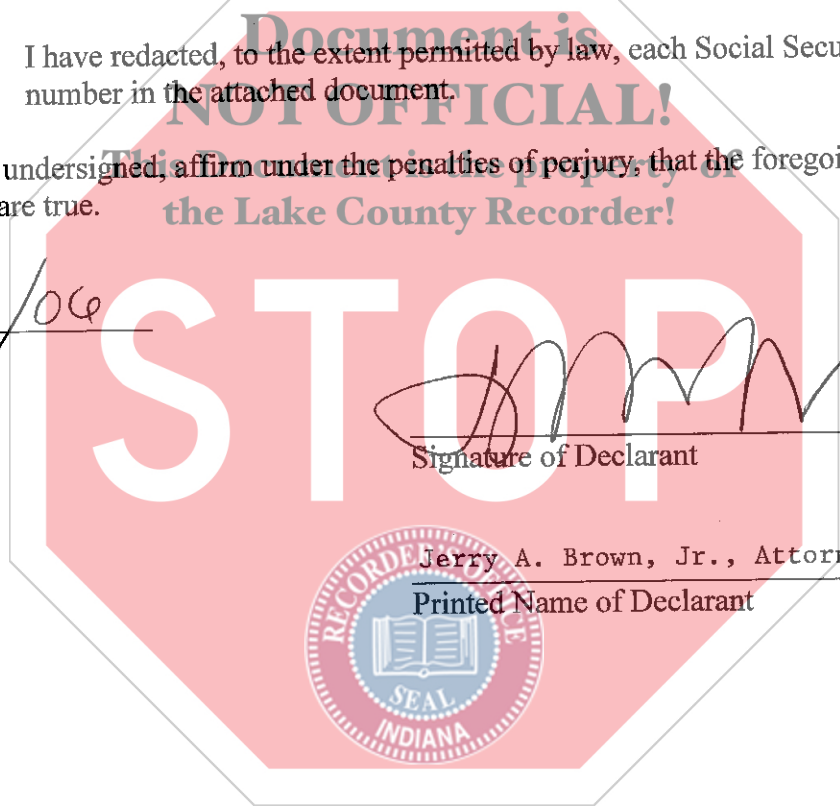 Document is
I have redacted, to the extent permitted by law, each Social Secu
NOT OFFICIAL!
number in the attached document.
This Document is the property of
undersigned, affirm under the penalties of perjury, that the foregoi
the Lake County Recorder!
are true.
/06
STOP
Signature of Declarant
Jerry A. Brown, Jr., Attor
Printed Name of Declarant
RECORDER'S OFFICE
SEAL
INDIANA